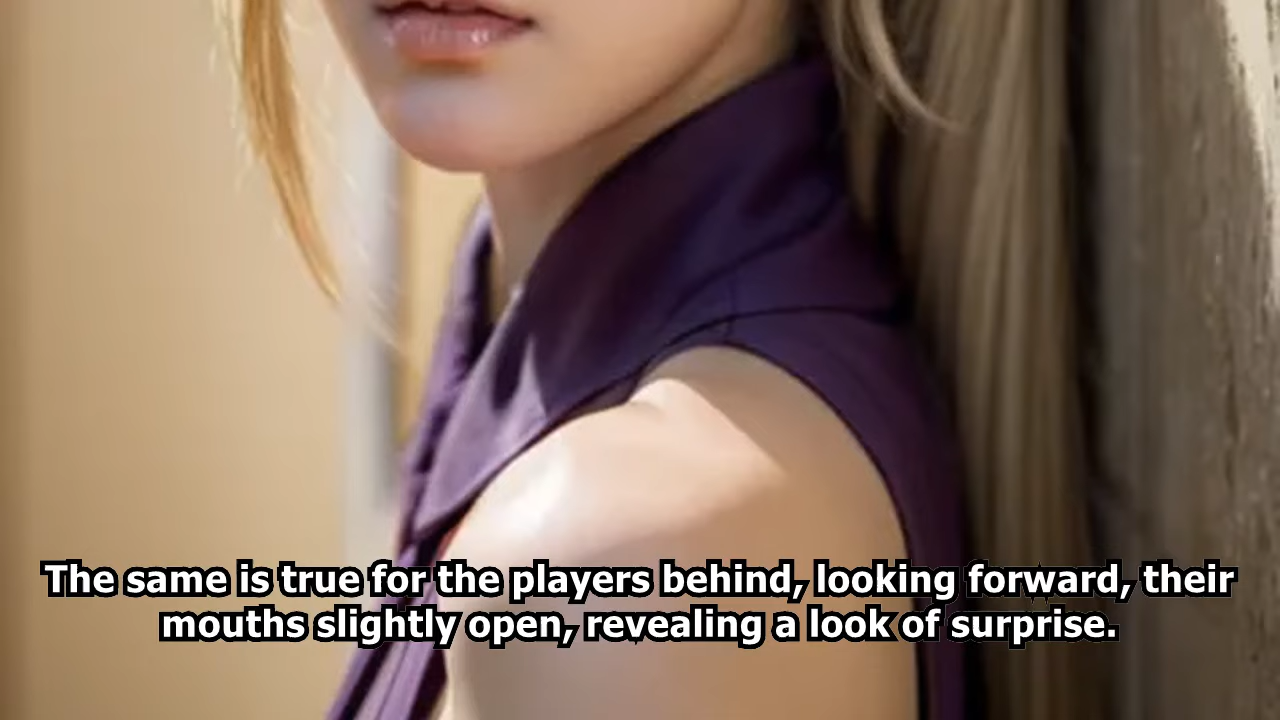 The same is true for the players behind, looking forward, their
mouths slightly open, revealing a look of surprise.